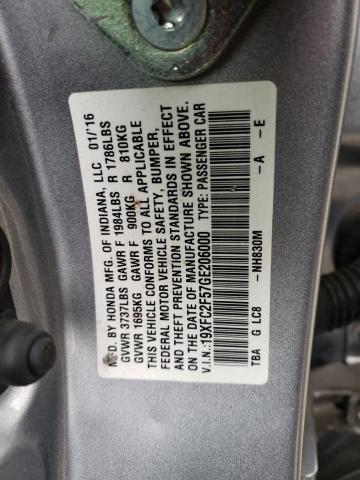 MFD. BY HONDA MFG. OF INDIANA, LLC 01/'16
GVWR 3737LBS GAWR F 1984LBS R 1786LBS
GVWR 1695KG GAWR F 900KG R 810KG
THIS VEHICLE CONFORMS TO ALL APPLICABLE
FEDERAL MOTOR VEHICLE SAFETY, BUMPER,
AND THEFT PREVENTION STANDARDS IN EFFECT
ON THE DATE OF MANUFACTURE SHOWN ABOVE.
V.I.N.:19XFC2F57GE206000 TYPE: PASSENGER CAR
TBA G LC8 -NH830M -A -E